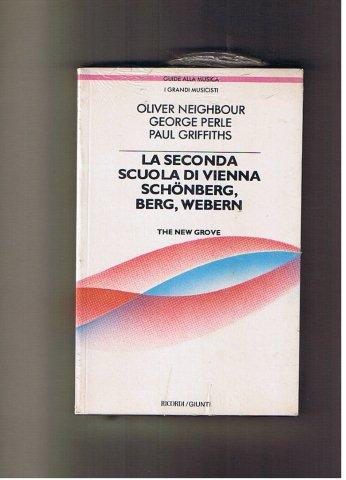 GUIDE ALLA MUSICA
I GRANDI MUSICISTI
OLIVER NEIGHBOUR
GEORGE PERLE
PAUL GRIFFITHS
LA SECONDA
SCUOLA DI VIENNA
SCHÖNBERG,
BERG, WEBERN
THE NEW GROVE
RICORDI/GIUNTI